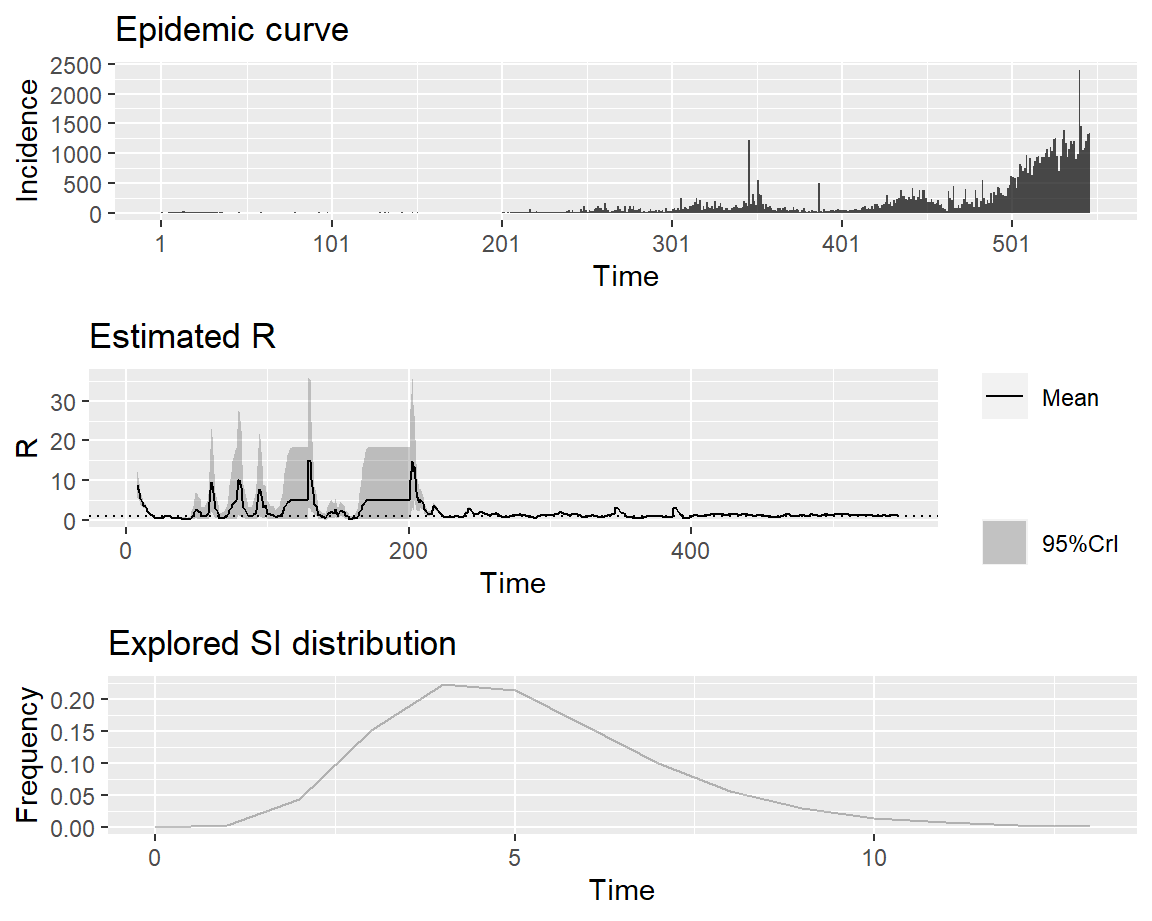 Epidemic curve
Incidence
2500
2000
1500
1000
500
0
1
101
201
301
401
501
Time
Estimated R
R
30
20
10
0
0
200
400
Time
Mean
95%CrI
Explored SI distribution
Frequency
0.20
0.15
0.10
0.05
0.00
0
5
10
Time